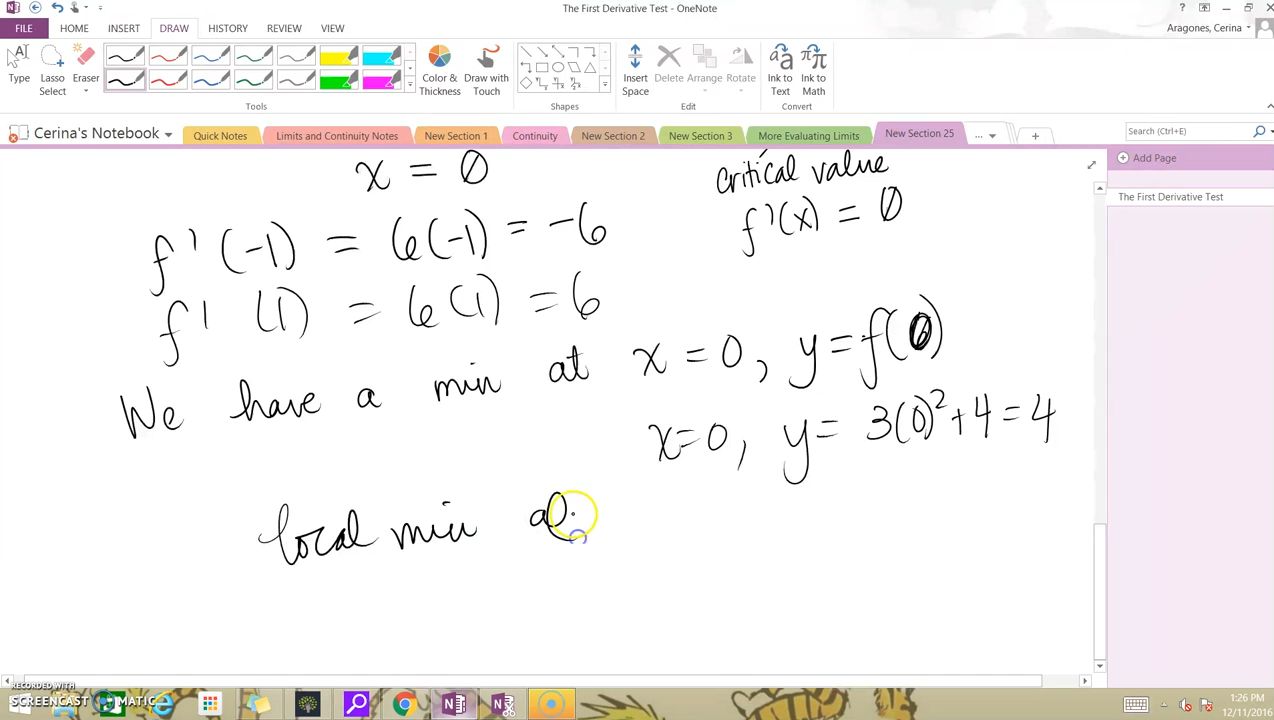 The First Derivative Test - OneNote
FILE HOME INSERT DRAW HISTORY REVIEW VIEW
Aragones, Cerina
Type
Lasso Select
Eraser
Color & Thickness
Draw with Touch
Insert Space
Delete
Arrange
Rotate
Ink to Text
Ink to Math
Tools
Shapes
Edit
Convert
Cerina's Notebook
Quick Notes
Limits and Continuity Notes
New Section 1
Continuity
New Section 2
New Section 3
More Evaluating Limits
New Section 25
Search (Ctrl+E)
Add Page
The First Derivative Test
x = 0
critical value
f'(x) = 0
f'(-1) = 6(-1) = -6
f'(1) = 6(1) = 6
We have a min at x = 0, y = f(0)
x=0, y = 3(0)²+4 = 4
local min
RECORDED WITH
SCREENCAST MATIC
1:26 PM
12/11/2016